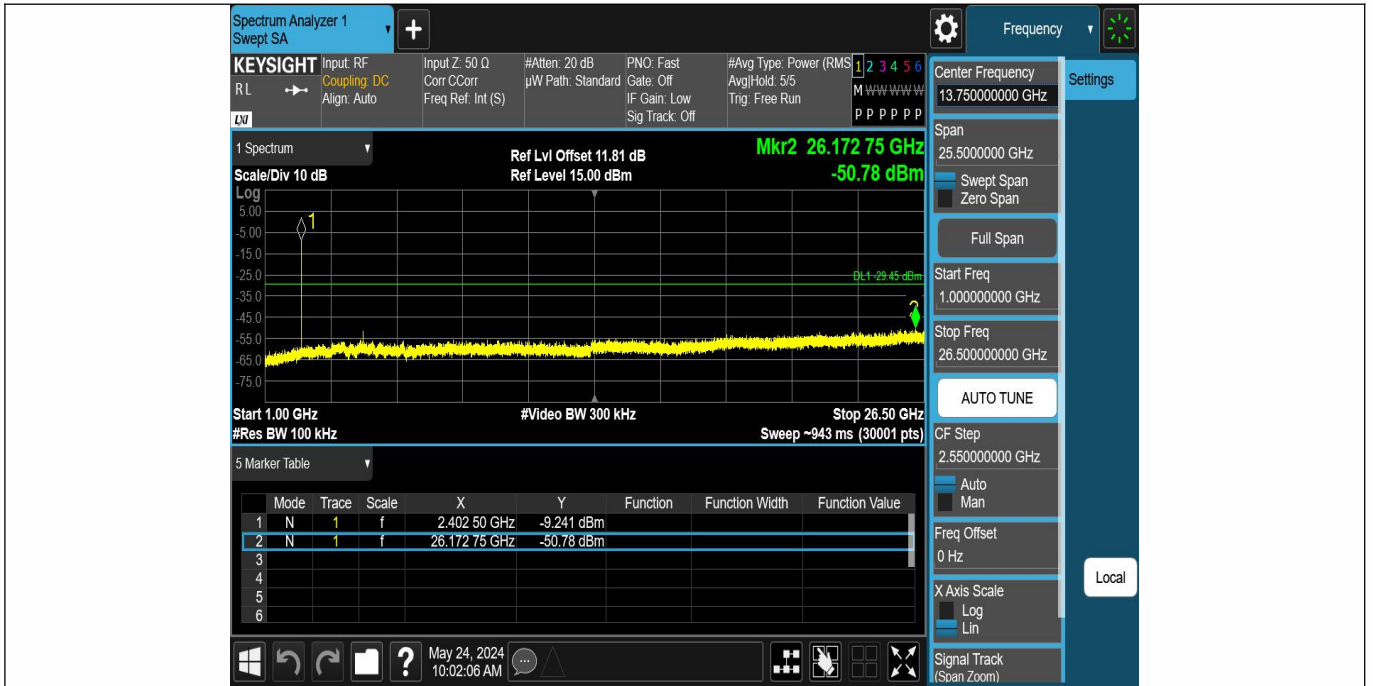 Spectrum Analyzer 1
Swept SA
+
Frequency
KEYSIGHT
RL
LXI
Input: RF
Coupling: DC
Align: Auto
Input Z: 50 Ω
Corr CCorr
Freq Ref: Int (S)
#Atten: 20 dB
µW Path: Standard
PNO: Fast
Gate: Off
IF Gain: Low
Sig Track: Off
#Avg Type: Power (RMS
Avg|Hold: 5/5
Trig: Free Run
1 2 3 4 5 6
M W W W W W
P P P P P P
1 Spectrum
Scale/Div 10 dB
Ref Lvl Offset 11.81 dB
Ref Level 15.00 dBm
Mkr2 26.172 75 GHz
-50.78 dBm
Log
5.00
-5.00
-15.0
-25.0
-35.0
-45.0
-55.0
-65.0
-75.0
1
DL1 -29.45 dBm
2
Start 1.00 GHz
#Video BW 300 kHz
Stop 26.50 GHz
#Res BW 100 kHz
Sweep ~943 ms (30001 pts)
5 Marker Table
Mode Trace Scale X Y Function Function Width Function Value
1 N 1 f 2.402 50 GHz -9.241 dBm
2 N 1 f 26.172 75 GHz -50.78 dBm
3
4
5
6
?
May 24, 2024
10:02:06 AM
Center Frequency
13.750000000 GHz
Settings
Span
25.5000000 GHz
Swept Span
Zero Span
Full Span
Start Freq
1.000000000 GHz
Stop Freq
26.500000000 GHz
AUTO TUNE
CF Step
2.550000000 GHz
Auto
Man
Freq Offset
0 Hz
Local
X Axis Scale
Log
Lin
Signal Track
(Span Zoom)